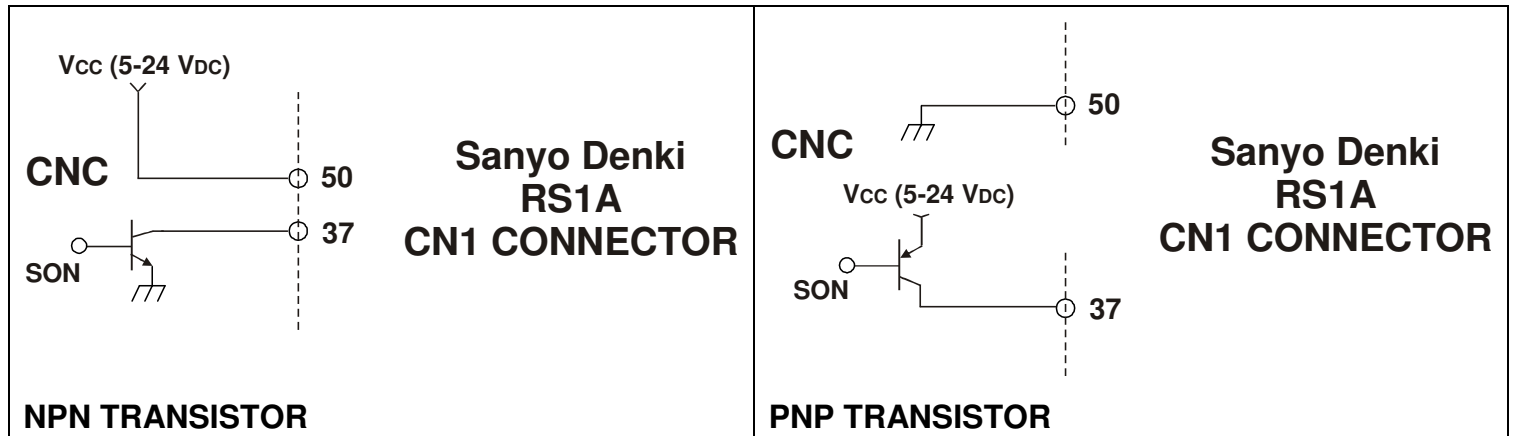 Vcc (5-24 VDC)
CNC
50
37
SON
Sanyo Denki
RS1A
CN1 CONNECTOR
NPN TRANSISTOR
50
CNC
Vcc (5-24 VDC)
SON
37
Sanyo Denki
RS1A
CN1 CONNECTOR
PNP TRANSISTOR